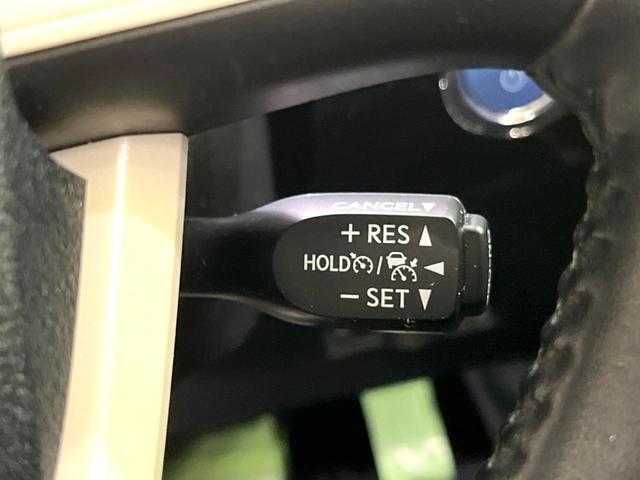 CANCEL▼
+ RES ▲
HOLD / ◀
− SET ▼